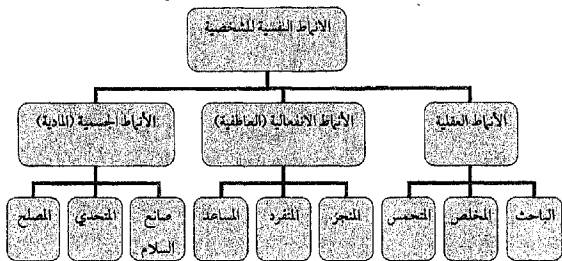 الأنماط النفسية للشخصية
الأنماط العقلية
الأنماط الانفعالية (العاطفية)
الأنماط الجسمية (المادية)
الباحث
المخلص
المتحمس
المنجز
المتفرد
المساعد
صانع
السلام
المتحدي
المصلح